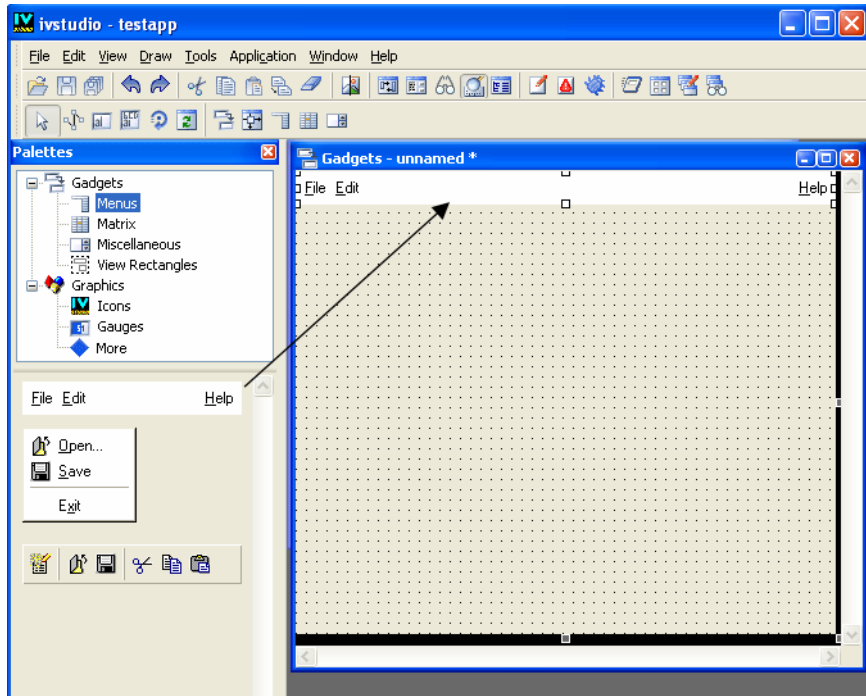 ivstudio - testapp
File Edit View Draw Tools Application Window Help
Palettes
Gadgets
Menus
Matrix
Miscellaneous
View Rectangles
Graphics
Icons
Gauges
More
File Edit Help
Open...
Save
Exit
Gadgets - unnamed *
File Edit Help